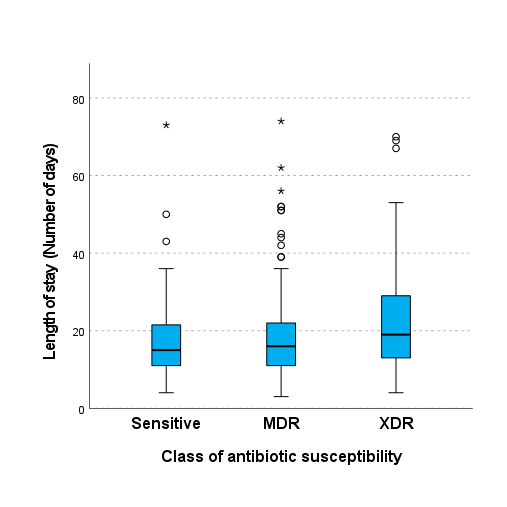 Length of stay (Number of days)
80
60
40
20
0
Sensitive MDR XDR
Class of antibiotic susceptibility